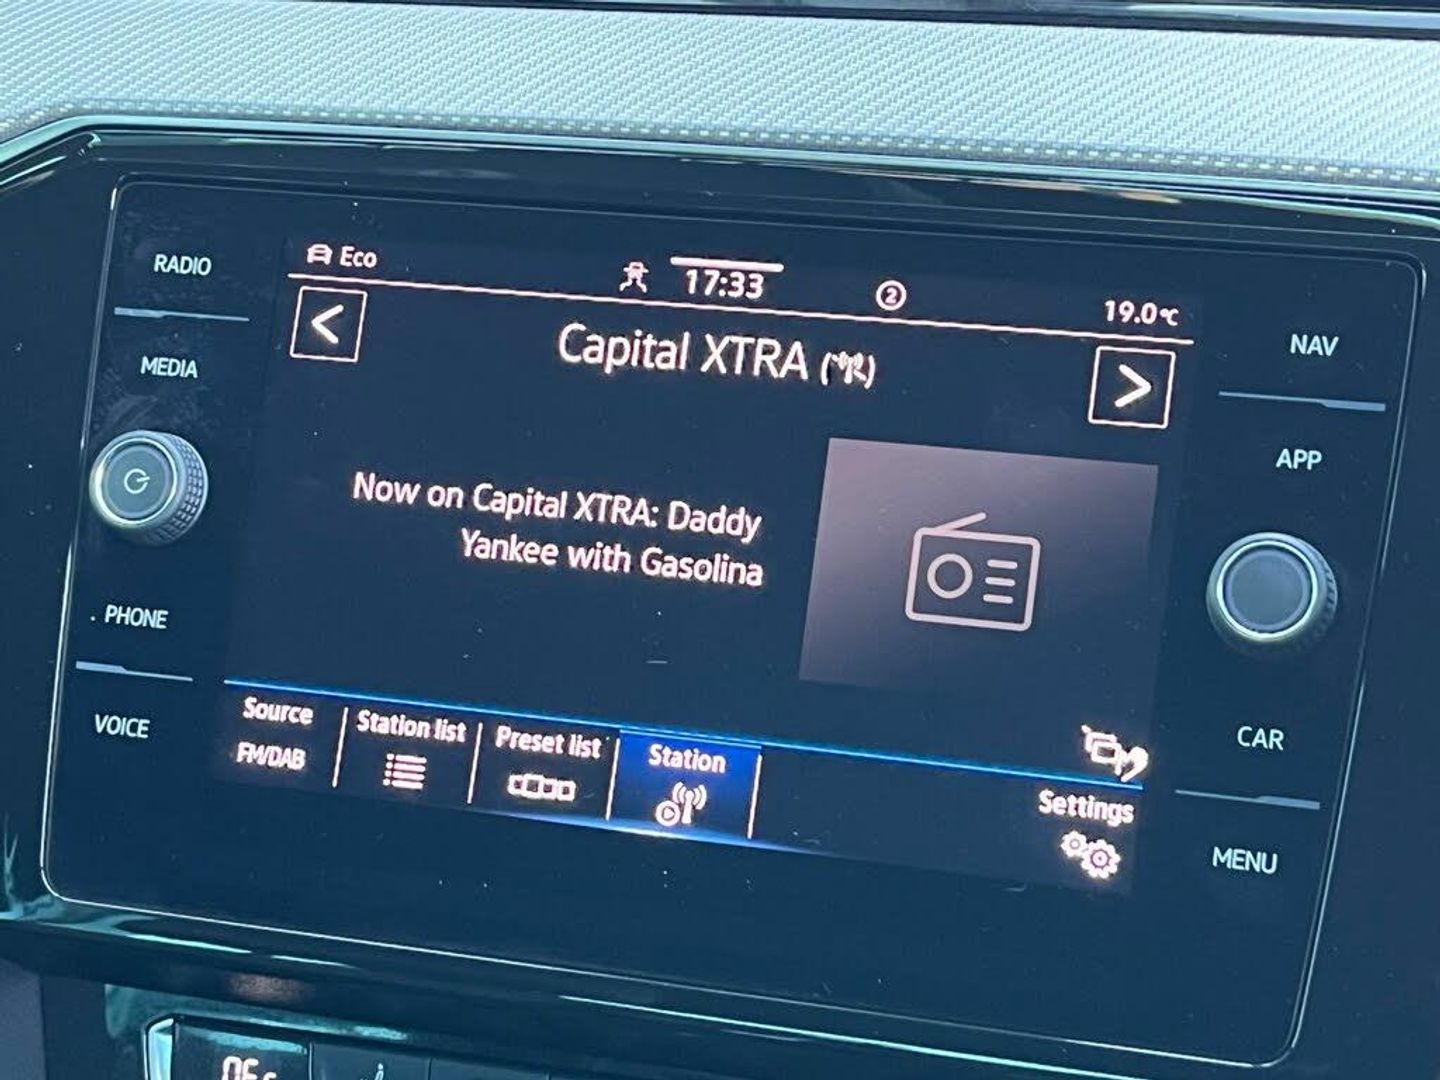 RADIO
MEDIA
PHONE
VOICE
Eco
17:33
2
19.0°C
<
Capital XTRA
>
Now on Capital XTRA: Daddy
Yankee with Gasolina
Source
FM/DAB
Station list
Preset list
Station
Settings
NAV
APP
CAR
MENU